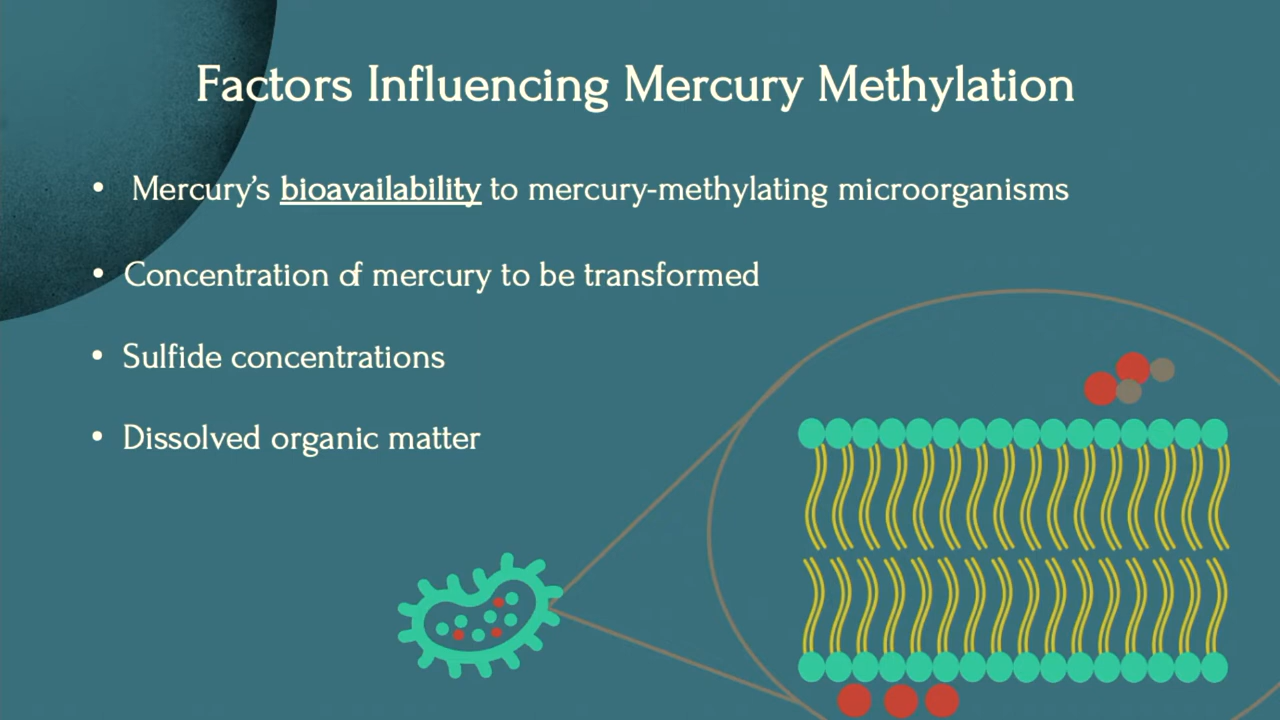 Factors Influencing Mercury Methylation
• Mercury’s bioavailability to mercury-methylating microorganisms
• Concentration of mercury to be transformed
• Sulfide concentrations
• Dissolved organic matter